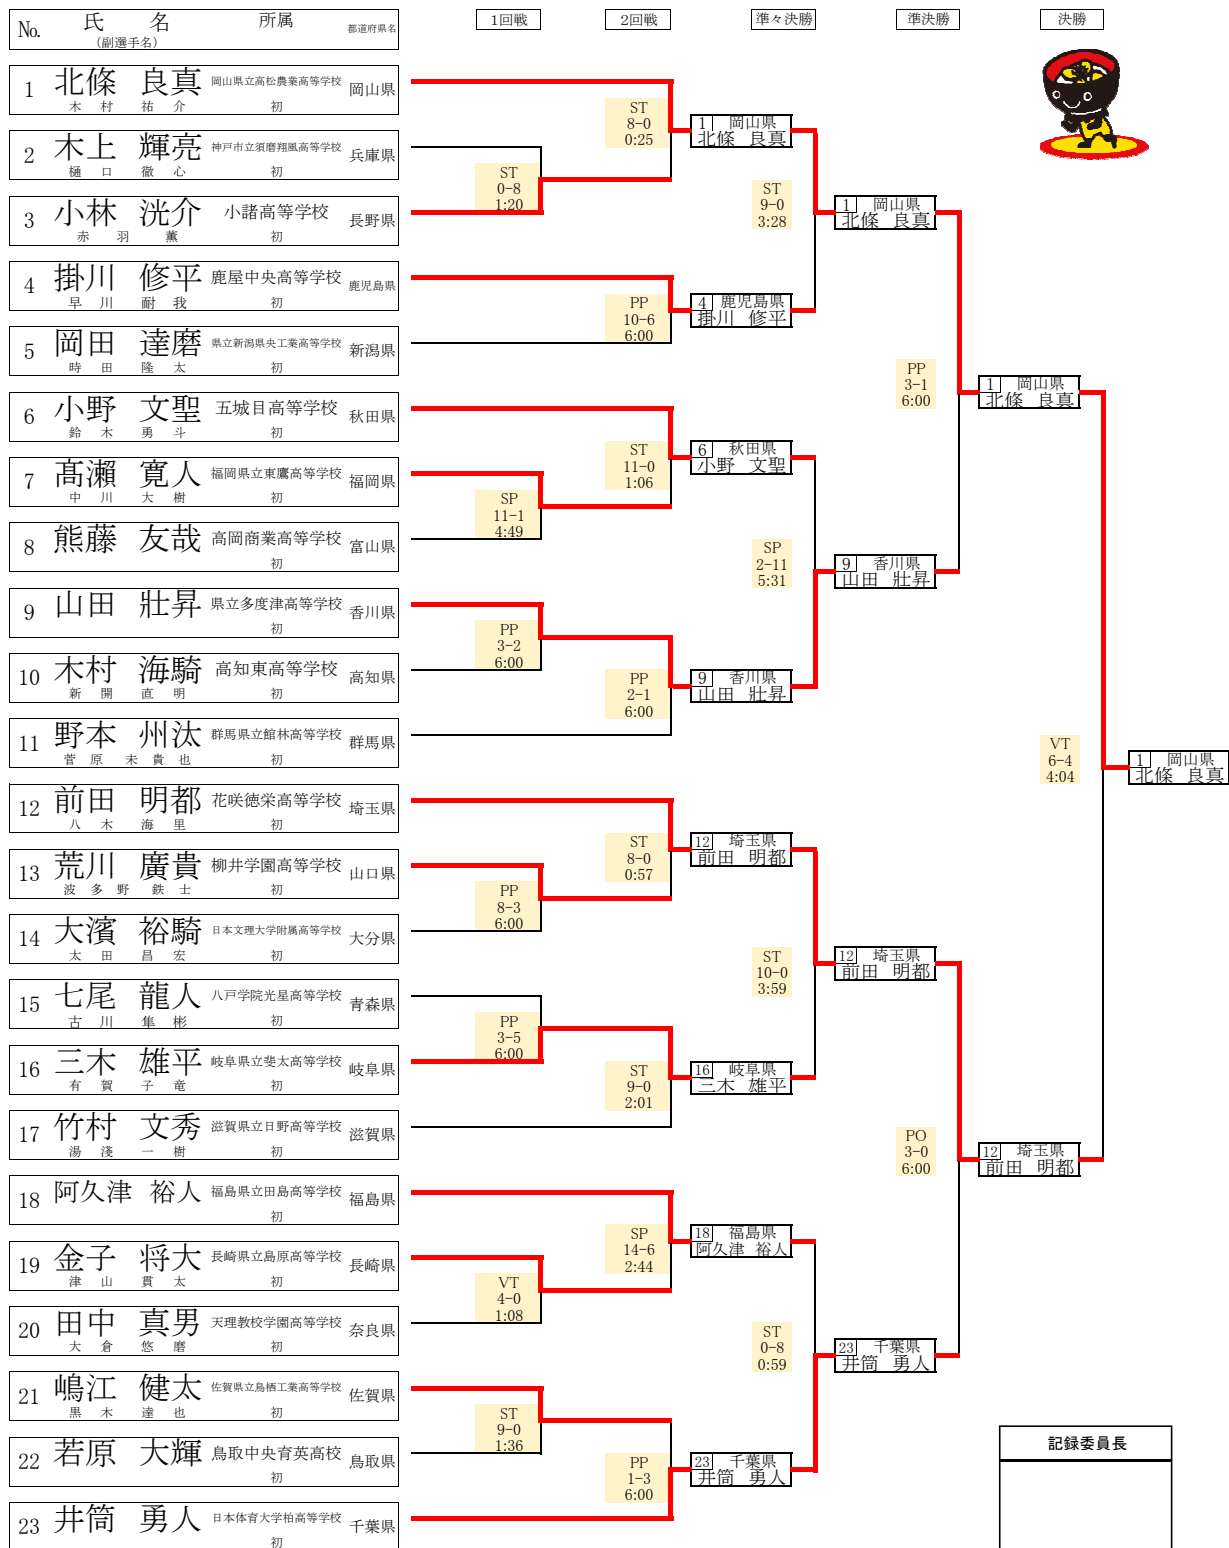 No. 氏 名 所属 都道府県名 1回戦 2回戦 準々決勝 準決勝 決勝
(副選手名)
1 北條 良真 岡山県立高松農業高等学校 岡山県
木村 祐介 初
2 木上 輝亮 神戸市立須磨翔風高等学校 兵庫県
樋口 徹心 初
3 小林 洸介 小諸高等学校 長野県
赤羽 薫 初
4 掛川 修平 鹿屋中央高等学校 鹿児島県
早川 耐我 初
5 岡田 達磨 県立新潟県央工業高等学校 新潟県
時田 隆太 初
6 小野 文聖 五城目高等学校 秋田県
鈴木 勇斗 初
7 髙瀬 寛人 福岡県立東鷹高等学校 福岡県
中川 大樹 初
8 熊藤 友哉 高岡商業高等学校 富山県
初
9 山田 壯昇 県立多度津高等学校 香川県
初
10 木村 海騎 高知東高等学校 高知県
新開 直明 初
11 野本 州汰 群馬県立館林高等学校 群馬県
菅原 未貴也 初
12 前田 明都 花咲徳栄高等学校 埼玉県
八木 海里 初
13 荒川 廣貴 柳井学園高等学校 山口県
波多野 鉄士 初
14 大濱 裕騎 日本文理大学附属高等学校 大分県
太田 昌宏 初
15 七尾 龍人 八戸学院光星高等学校 青森県
古川 隼彬 初
16 三木 雄平 岐阜県立斐太高等学校 岐阜県
有賀 子竜 初
17 竹村 文秀 滋賀県立日野高等学校 滋賀県
湯淺 一樹 初
18 阿久津 裕人 福島県立田島高等学校 福島県
初
19 金子 将大 長崎県立島原高等学校 長崎県
津山 貫太 初
20 田中 真男 天理教校学園高等学校 奈良県
大倉 悠磨 初
21 嶋江 健太 佐賀県立鳥栖工業高等学校 佐賀県
黒木 達也 初
22 若原 大輝 鳥取中央育英高校 鳥取県
初
23 井筒 勇人 日本体育大学柏高等学校 千葉県
初
ST
0-8
1:20
SP
11-1
4:49
PP
3-2
6:00
PP
8-3
6:00
PP
3-5
6:00
VT
4-0
1:08
ST
9-0
1:36
ST
8-0
0:25
PP
10-6
6:00
ST
11-0
1:06
PP
2-1
6:00
ST
8-0
0:57
ST
9-0
2:01
SP
14-6
2:44
PP
1-3
6:00
1 岡山県
北條 良真
4 鹿児島県
掛川 修平
6 秋田県
小野 文聖
9 香川県
山田 壯昇
12 埼玉県
前田 明都
16 岐阜県
三木 雄平
18 福島県
阿久津 裕人
23 千葉県
井筒 勇人
ST
9-0
3:28
SP
2-11
5:31
ST
10-0
3:59
ST
0-8
0:59
1 岡山県
北條 良真
9 香川県
山田 壯昇
12 埼玉県
前田 明都
23 千葉県
井筒 勇人
PP
3-1
6:00
PO
3-0
6:00
1 岡山県
北條 良真
12 埼玉県
前田 明都
VT
6-4
4:04
1 岡山県
北條 良真
記録委員長